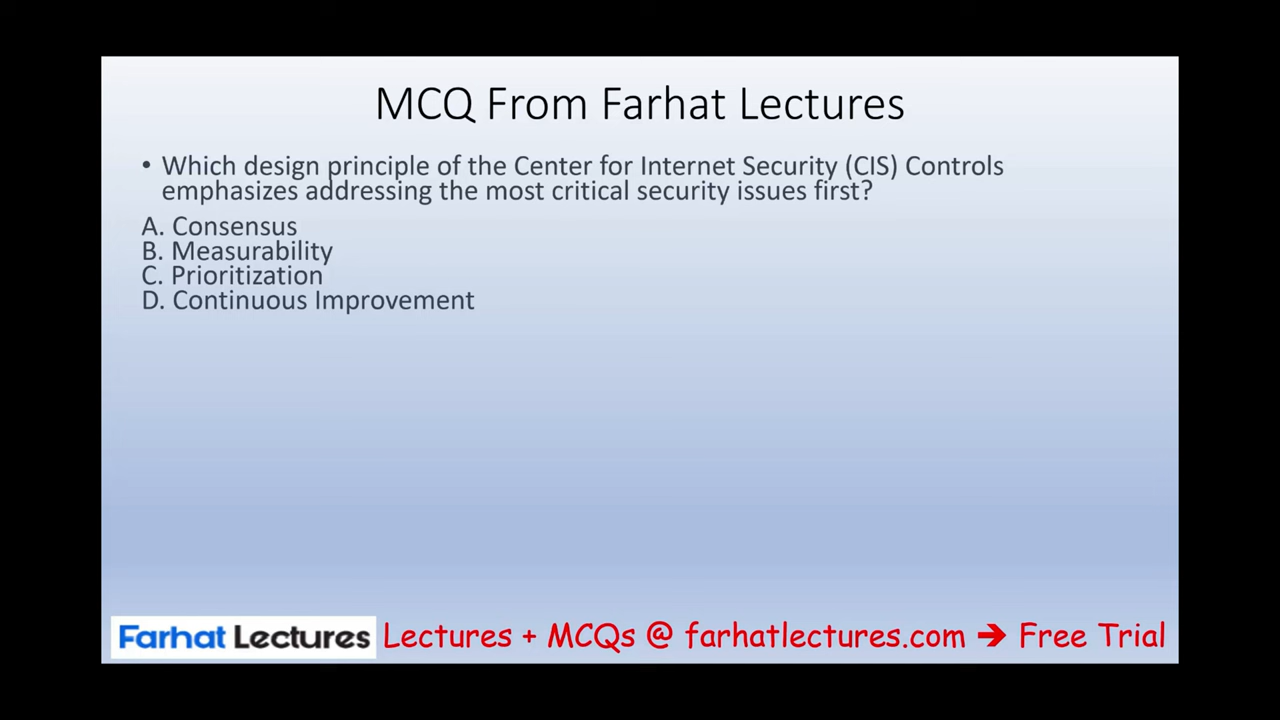 MCQ From Farhat Lectures
• Which design principle of the Center for Internet Security (CIS) Controls
emphasizes addressing the most critical security issues first?
A. Consensus
B. Measurability
C. Prioritization
D. Continuous Improvement
Farhat Lectures Lectures + MCQs @ farhatlectures.com → Free Trial